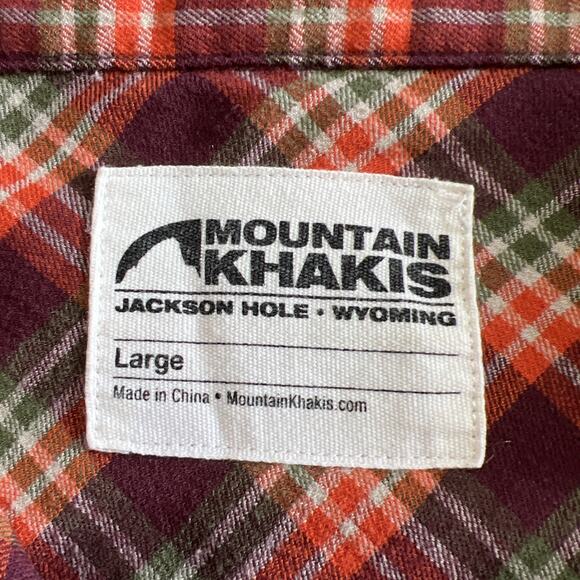 MOUNTAIN
KHAKIS
JACKSON HOLE • WYOMING
Large
Made in China • MountainKhakis.com